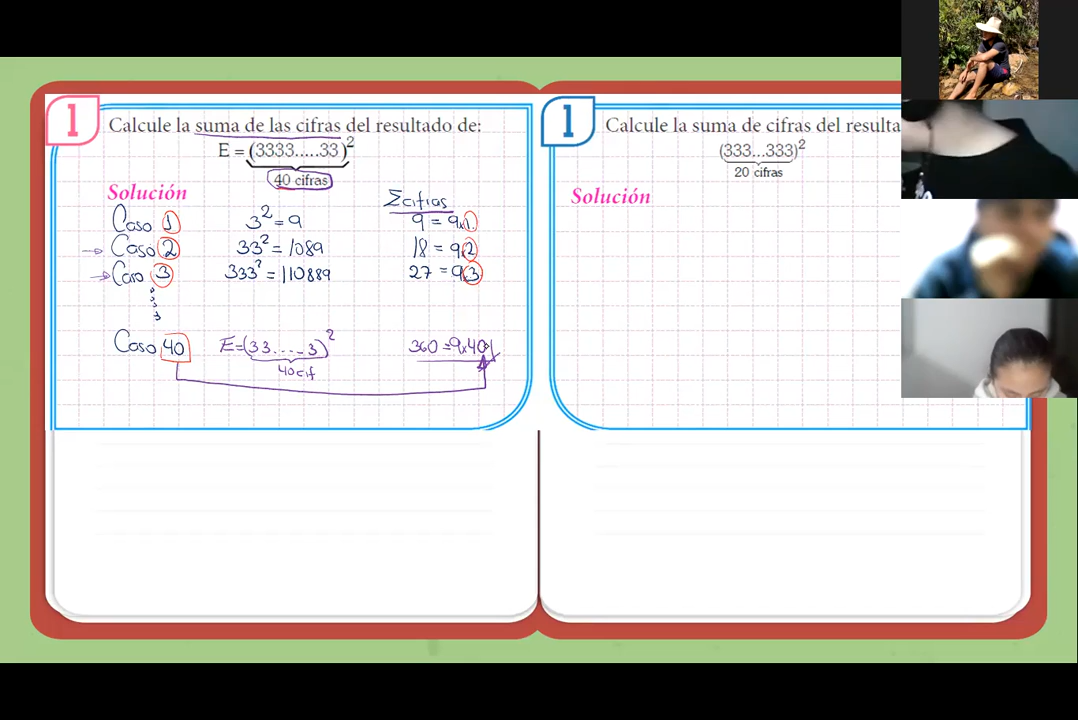 1
Calcule la suma de las cifras del resultado de:
E = (3333.....33)²
40 cifras
Solución
Σcifras
Caso 1 3² = 9 9 = 9x1
Caso 2 33² = 1089 18 = 9x2
Caso 3 333² = 110889 27 = 9x3
Caso 40 E=(33....3)² 360 = 9x40
40 cif
1
Calcule la suma de cifras del resulta
(333...333)²
20 cifras
Solución